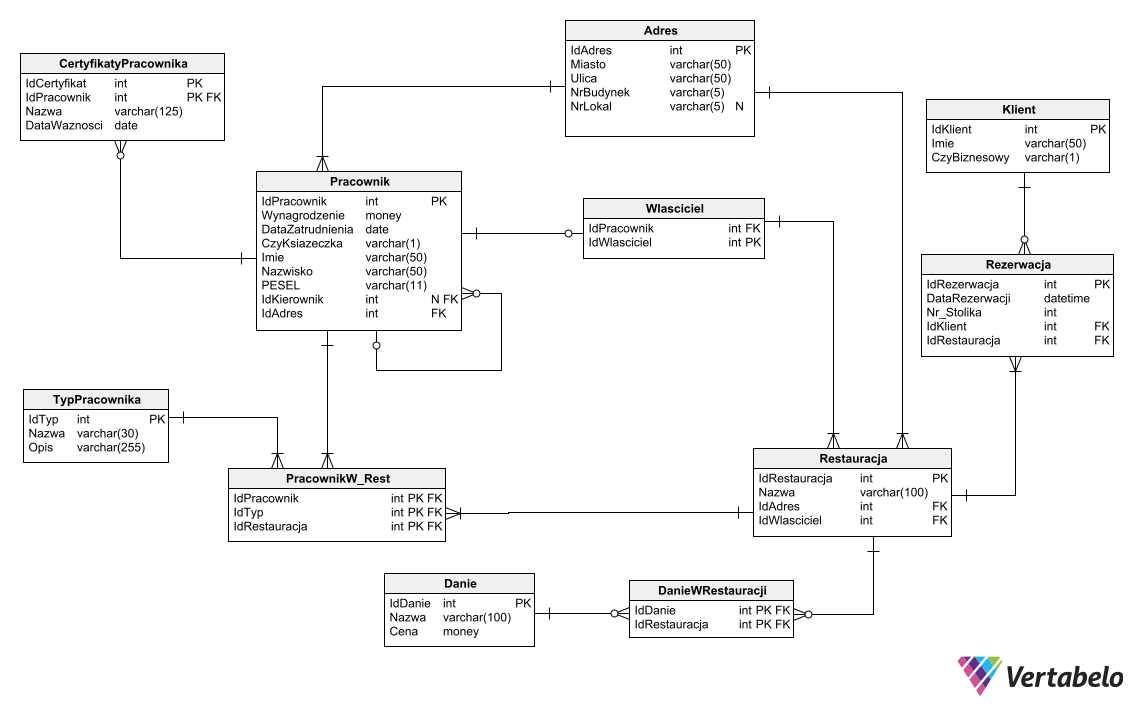 Adres
IdAdres int PK
Miasto varchar(50)
Ulica varchar(50)
NrBudynek varchar(5)
NrLokal varchar(5) N
CertyfikatyPracownika
IdCertyfikat int PK
IdPracownik int PK FK
Nazwa varchar(125)
DataWaznosci date
Klient
IdKlient int PK
Imie varchar(50)
CzyBiznesowy varchar(1)
Pracownik
IdPracownik int PK
Wynagrodzenie money
DataZatrudnienia date
CzyKsiazeczka varchar(1)
Imie varchar(50)
Nazwisko varchar(50)
PESEL varchar(11)
IdKierownik int N FK
IdAdres int FK
Wlasciciel
IdPracownik int FK
IdWlasciciel int PK
Rezerwacja
IdRezerwacja int PK
DataRezerwacji datetime
Nr_Stolika int
IdKlient int FK
IdRestauracja int FK
TypPracownika
IdTyp int PK
Nazwa varchar(30)
Opis varchar(255)
PracownikW_Rest
IdPracownik int PK FK
IdTyp int PK FK
IdRestauracja int PK FK
Restauracja
IdRestauracja int PK
Nazwa varchar(100)
IdAdres int FK
IdWlasciciel int FK
Danie
IdDanie int PK
Nazwa varchar(100)
Cena money
DanieWRestauracji
IdDanie int PK FK
IdRestauracja int PK FK
Vertabelo